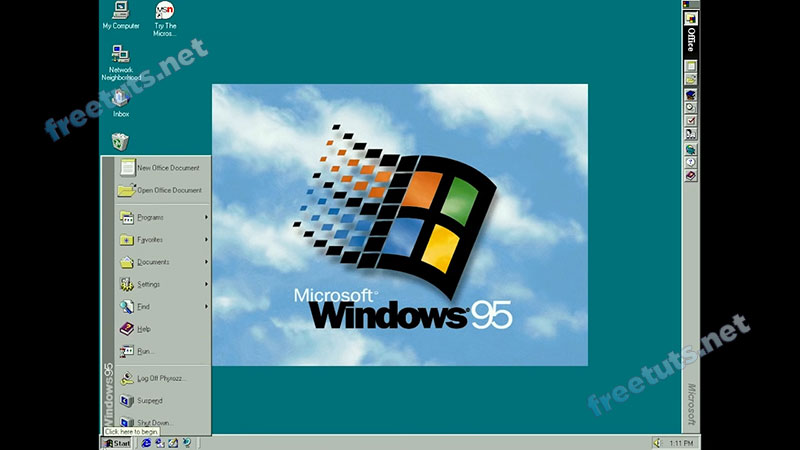 My Computer
Try The
Micros...
Network
Neighborhood
Inbox
freetuts.net
New Office Document
Open Office Document
Programs
Favorites
Documents
Settings
Find
Help
Run...
Log Off Phyrozz...
Suspend
Shut Down...
Windows95
Click here to begin.
Start
Microsoft®
Windows®95
Office
Microsoft
freetuts.net
1:11 PM